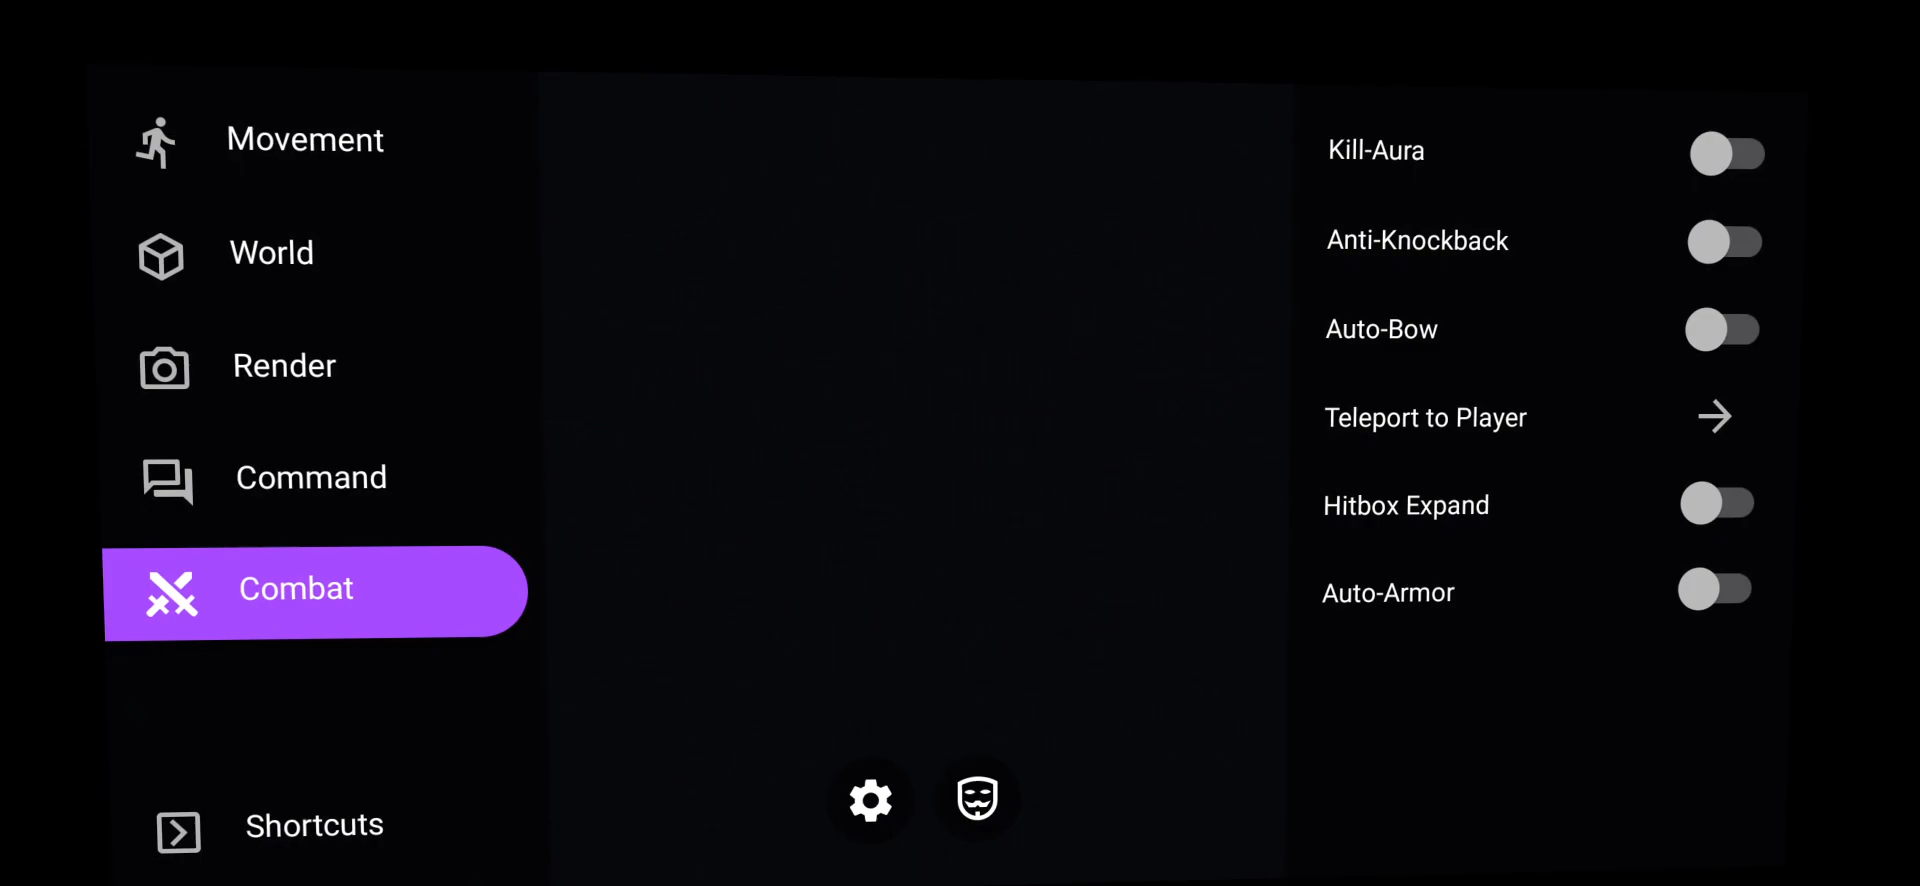 Movement
World
Render
Command
Combat
Shortcuts
Kill-Aura
Anti-Knockback
Auto-Bow
Teleport to Player
Hitbox Expand
Auto-Armor